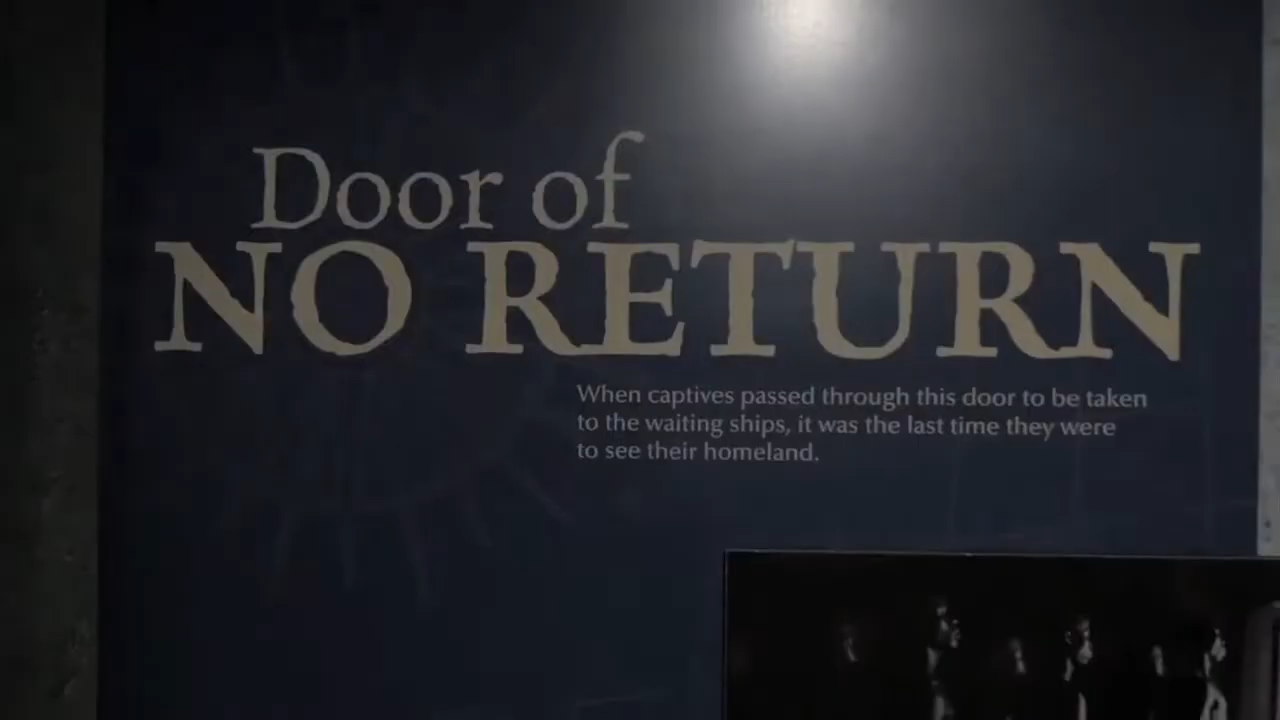 Door of
NO RETURN
When captives passed through this door to be taken
to the waiting ships, it was the last time they were
to see their homeland.